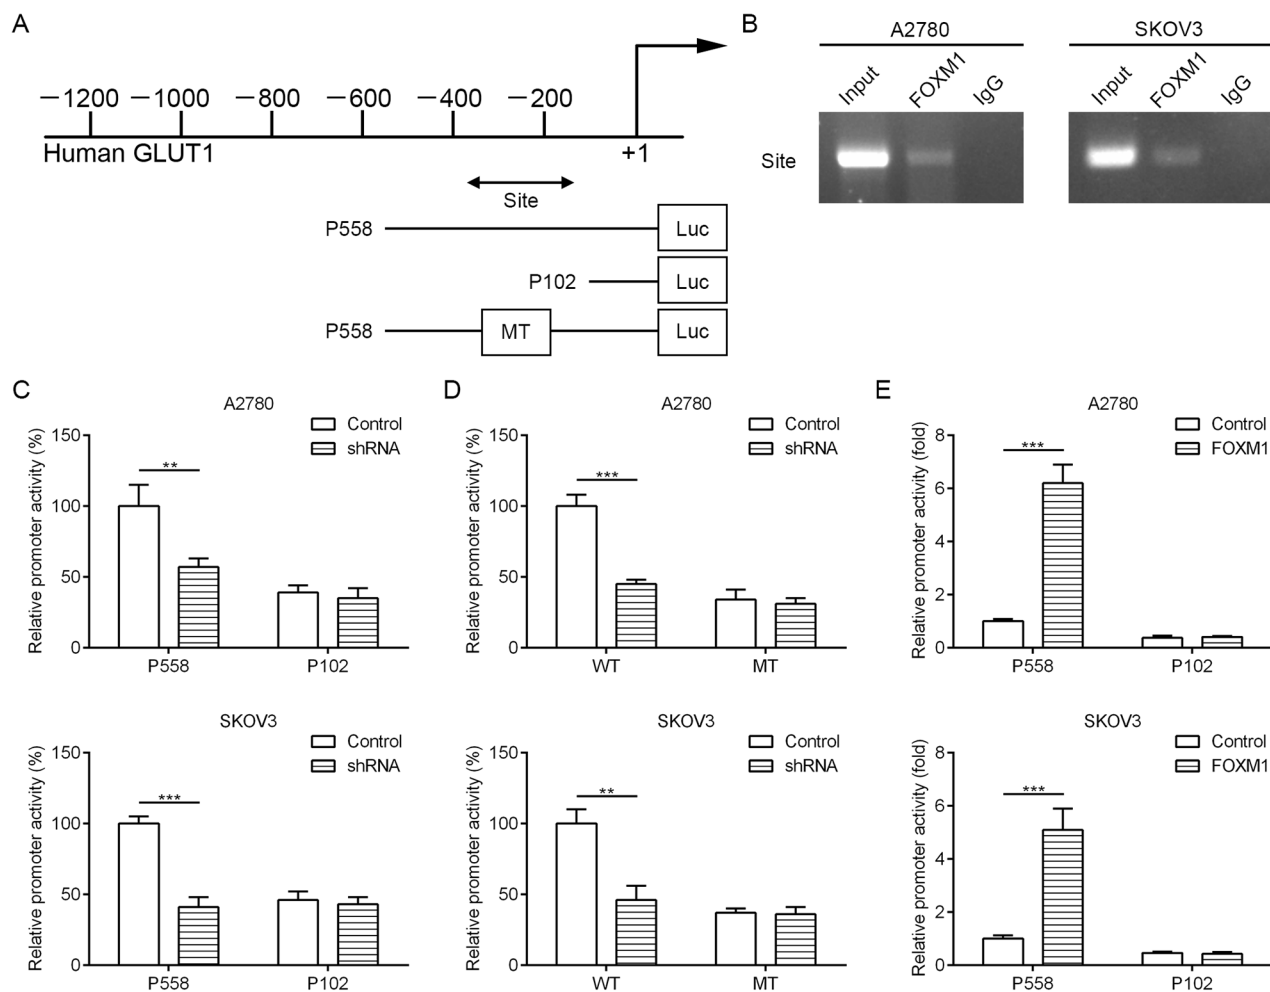 A
−1200 −1000 −800 −600 −400 −200
Human GLUT1
+1
Site
P558
Luc
P102
Luc
P558
MT
Luc
B
A2780
SKOV3
Input
FOXM1
IgG
Input
FOXM1
IgG
Site
C
A2780
Control
shRNA
Relative promoter activity (%)
150
100
50
0
**
P558
P102
SKOV3
Control
shRNA
Relative promoter activity (%)
150
100
50
0
***
P558
P102
D
A2780
Control
shRNA
Relative promoter activity (%)
150
100
50
0
***
WT
MT
SKOV3
Control
shRNA
Relative promoter activity (%)
150
100
50
0
**
WT
MT
E
A2780
Control
FOXM1
Relative promoter activity (fold)
8
6
4
2
0
***
P558
P102
SKOV3
Control
FOXM1
Relative promoter activity (fold)
8
6
4
2
0
***
P558
P102